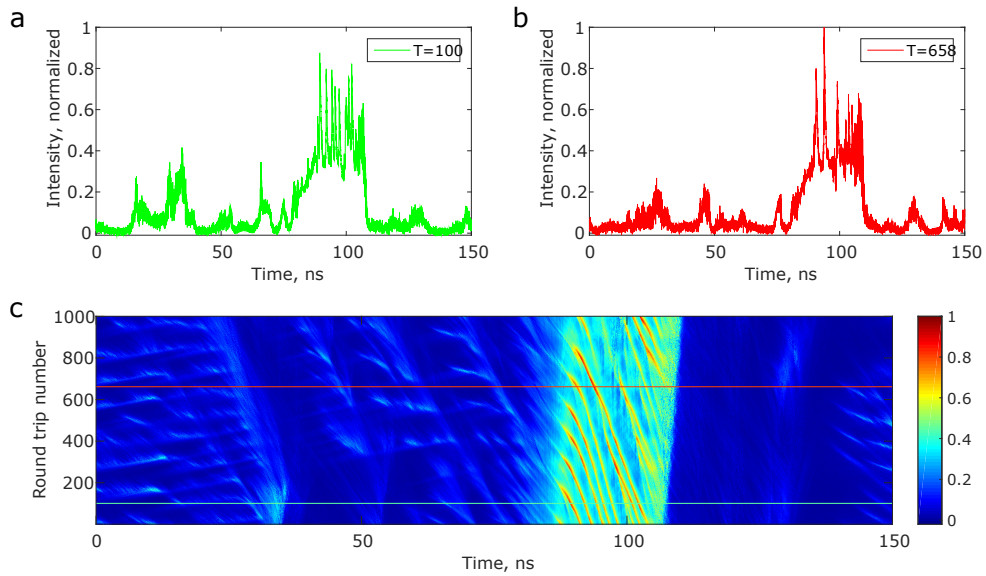 a
b
Intensity, normalized
1
0.8
0.6
0.4
0.2
0
T=100
0 50 100 150
Time, ns
Intensity, normalized
1
0.8
0.6
0.4
0.2
0
T=658
0 50 100 150
Time, ns
c
Round trip number
1000
800
600
400
200
0 50 100 150
Time, ns
1
0.8
0.6
0.4
0.2
0